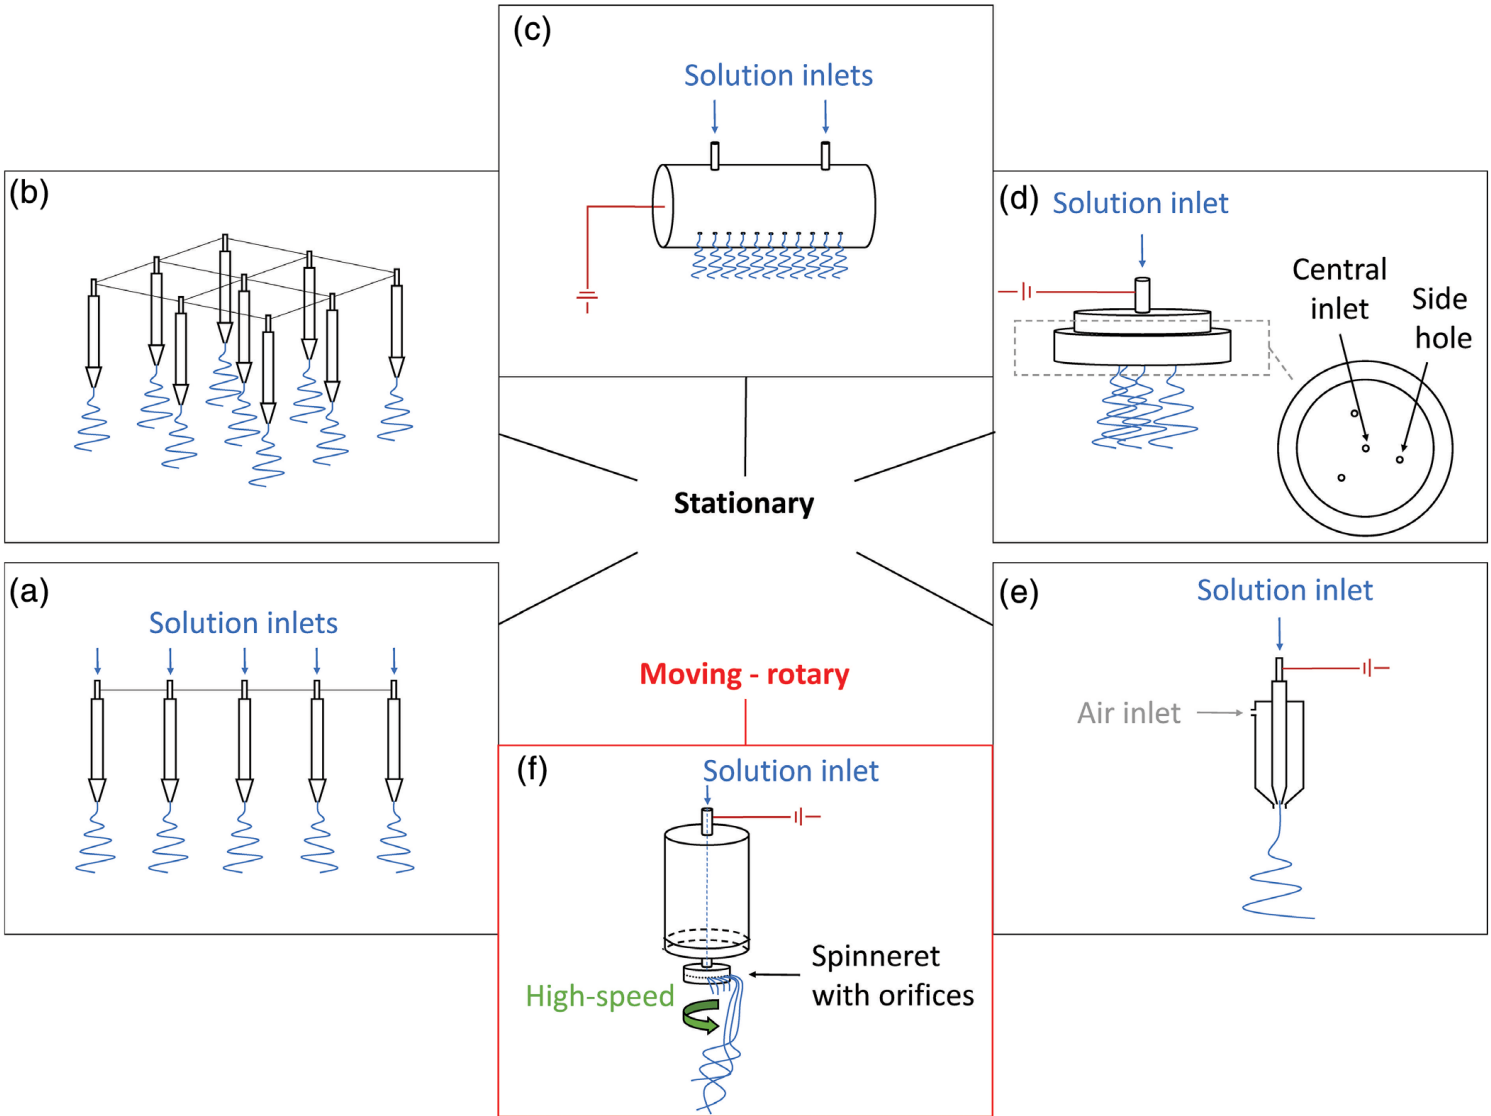 (c)
Solution inlets
(b)
(d)
Solution inlet
Central
inlet
Side
hole
Stationary
(a)
Solution inlets
(e)
Solution inlet
Air inlet
Moving - rotary
(f)
Solution inlet
Spinneret
with orifices
High-speed